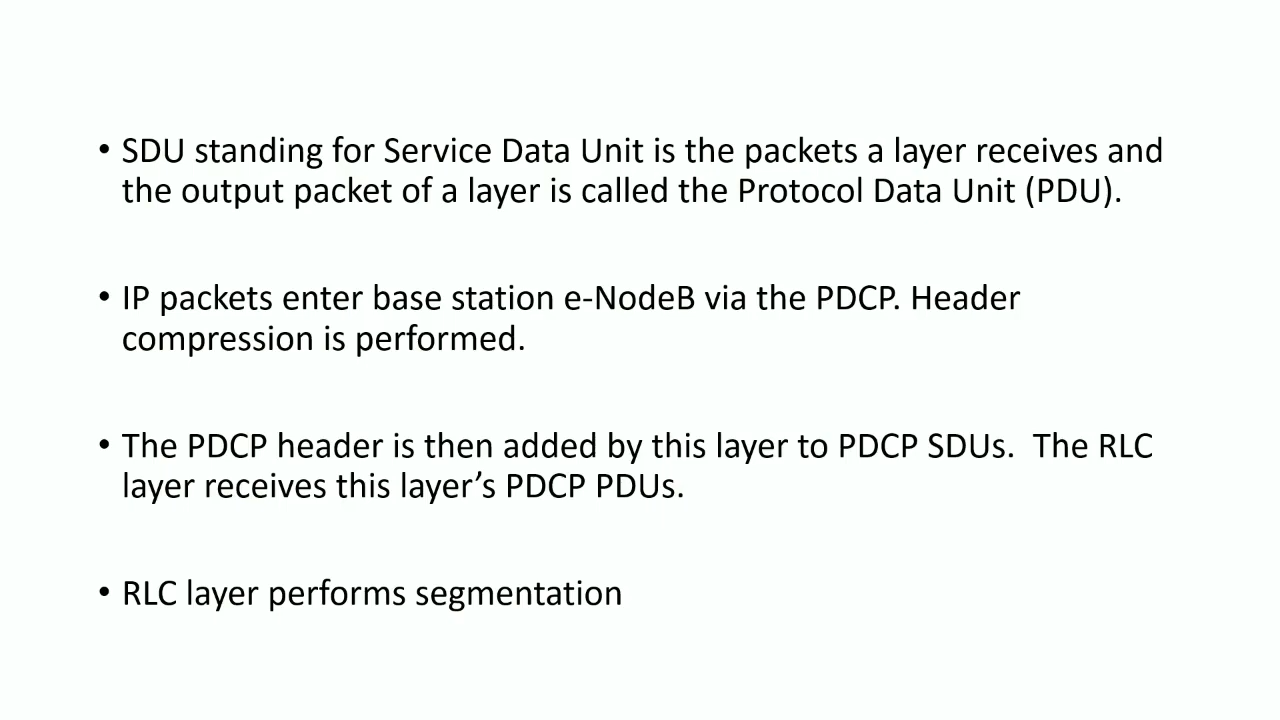 • SDU standing for Service Data Unit is the packets a layer receives and
the output packet of a layer is called the Protocol Data Unit (PDU).
• IP packets enter base station e-NodeB via the PDCP. Header
compression is performed.
• The PDCP header is then added by this layer to PDCP SDUs.  The RLC
layer receives this layer’s PDCP PDUs.
• RLC layer performs segmentation